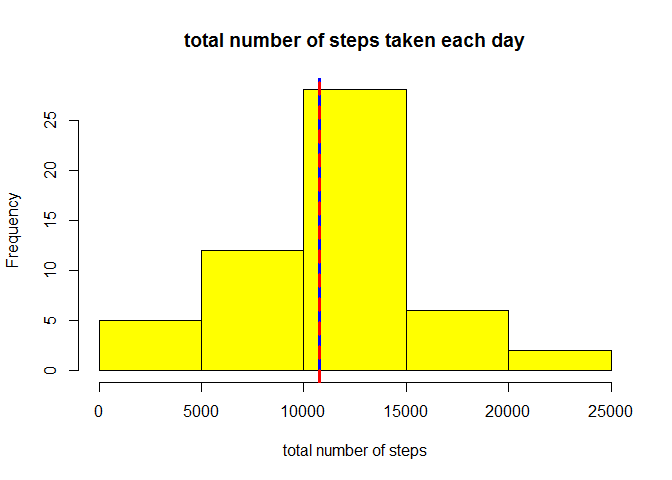 total number of steps taken each day
Frequency
25
20
15
10
5
0
0 5000 10000 15000 20000 25000
total number of steps